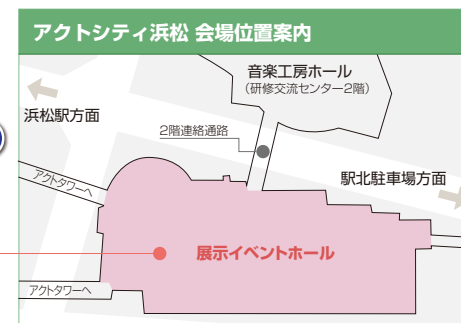 アクトシティ浜松 会場位置案内
音楽工房ホール
（研修交流センター2階）
浜松駅方面
2階連絡通路
駅北駐車場方面
アクトタワーへ
展示イベントホール
アクトタワーへ